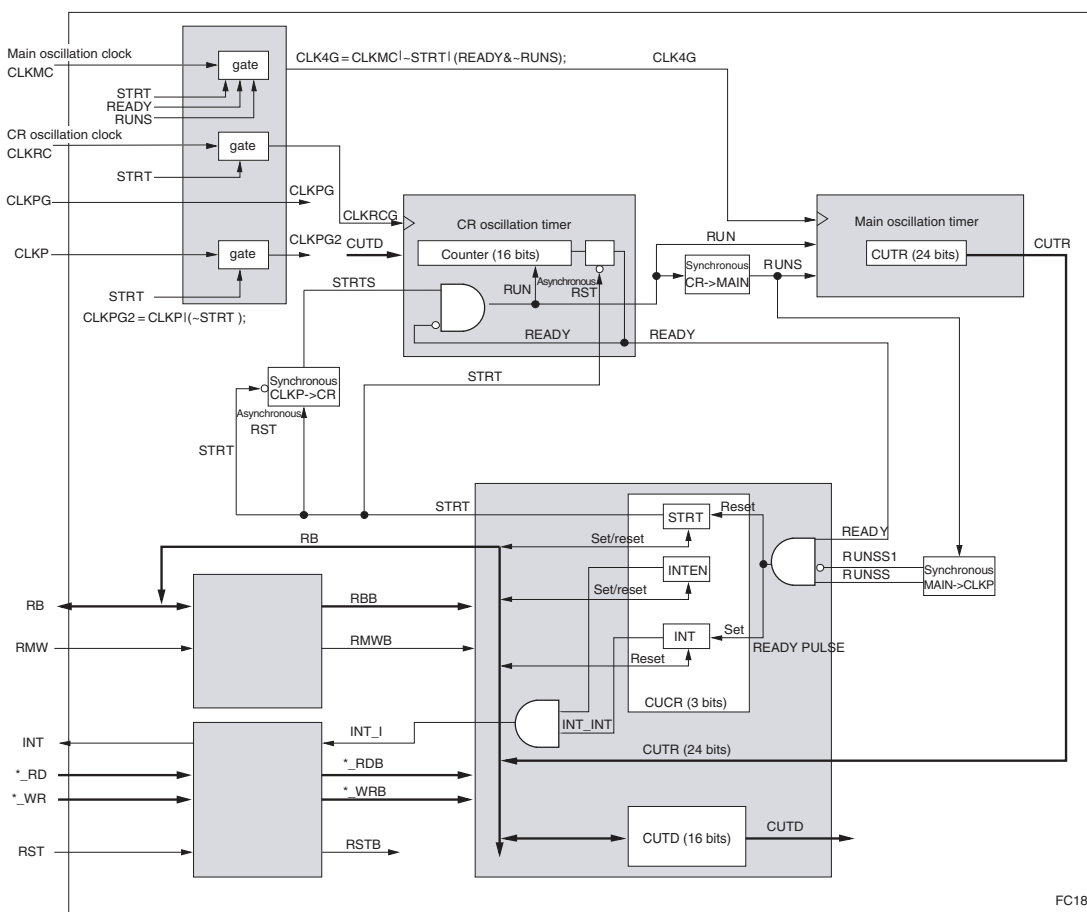 Main oscillation clock
CLKMC
gate
STRT
READY
RUNS
CLK4G = CLKMC|~STRT| (READY&~RUNS);
CLK4G
CR oscillation clock
CLKRC
gate
STRT
CLKPG
CLKPG
CLKP
gate
CLKPG2
STRT
CLKPG2 = CLKP|(~STRT );
CLKRCG
CUTD
CR oscillation timer
Counter (16 bits)
STRTS
RUN
Asynchronous
RST
READY
READY
RUN
Synchronous
CR->MAIN
RUNS
Main oscillation timer
CUTR (24 bits)
CUTR
STRT
Synchronous
CLKP->CR
Asynchronous
RST
STRT
STRT
STRT
Reset
Set/reset
INTEN
Set/reset
INT
Set
Reset
READY PULSE
CUCR (3 bits)
READY
RUNSS1
RUNSS
Synchronous
MAIN->CLKP
RB
RB
RBB
RMW
RMWB
INT
INT_I
INT_INT
*_RD
*_RDB
*_WR
*_WRB
RST
RSTB
CUTR (24 bits)
CUTD (16 bits)
CUTD
FC18